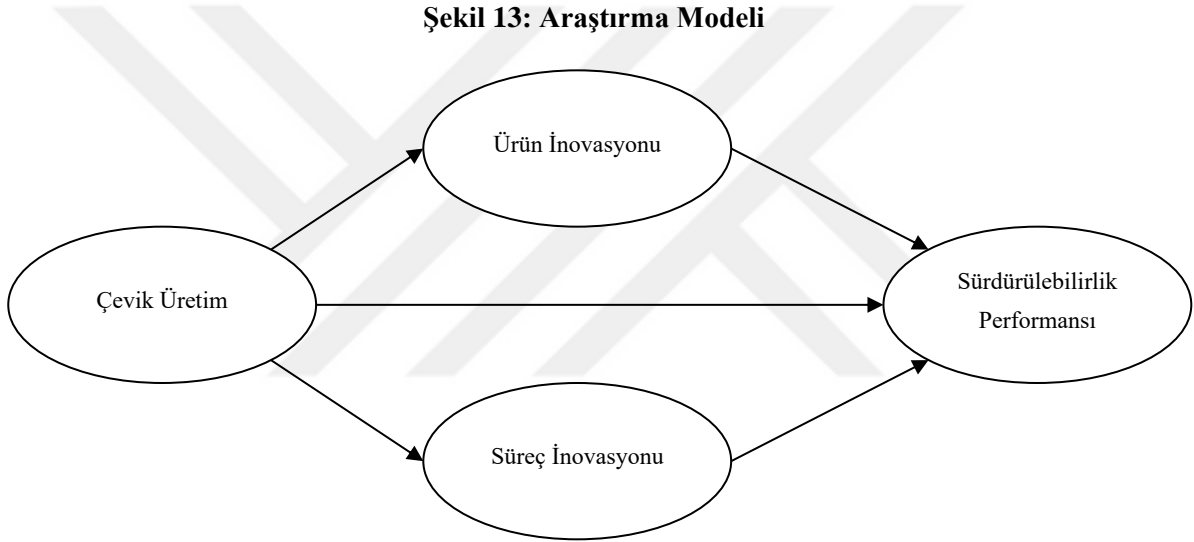 Şekil 13: Araştırma Modeli
Ürün İnovasyonu
Çevik Üretim
Sürdürülebilirlik
Performansı
Süreç İnovasyonu